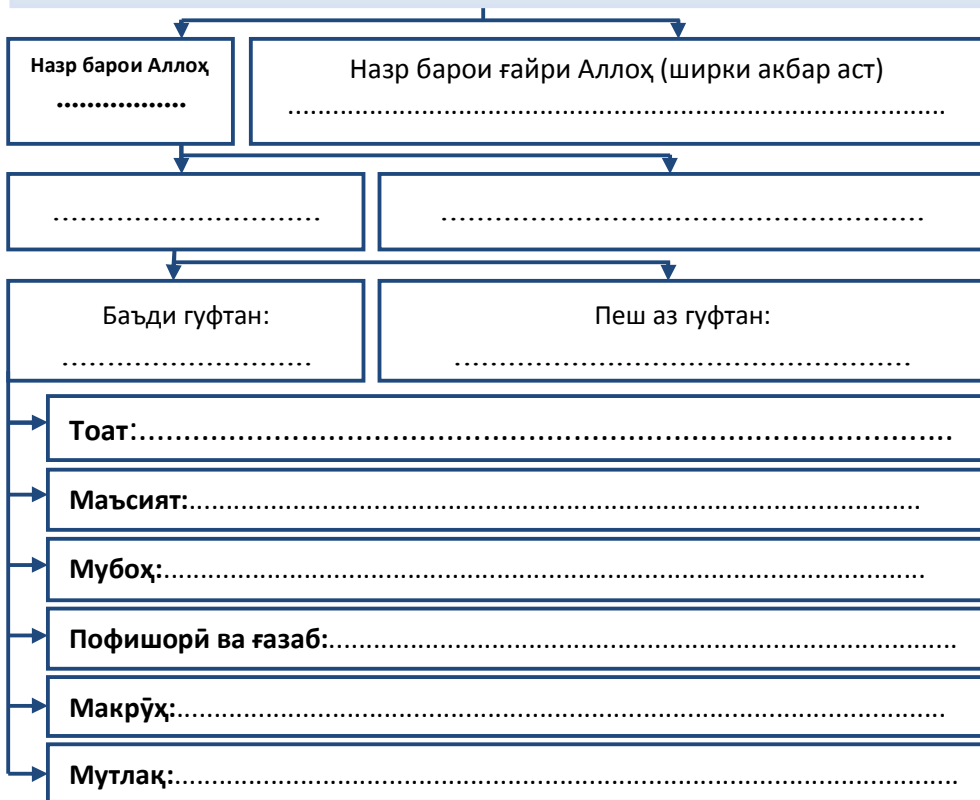 Назр барои Аллоҳ
.................
Назр барои ғайри Аллоҳ (ширки акбар аст)
........................................................................................
..............................
......................................................
Баъди гуфтан:
............................
Пеш аз гуфтан:
...................................................
Тоат:...........................................................................................
Маъсият:..................................................................................................
Мубоҳ:.....................................................................................................
Пофишорӣ ва ғазаб:....................................................................................
Макрӯҳ:.......................................................................................................
Мутлақ:.........................................................................................................